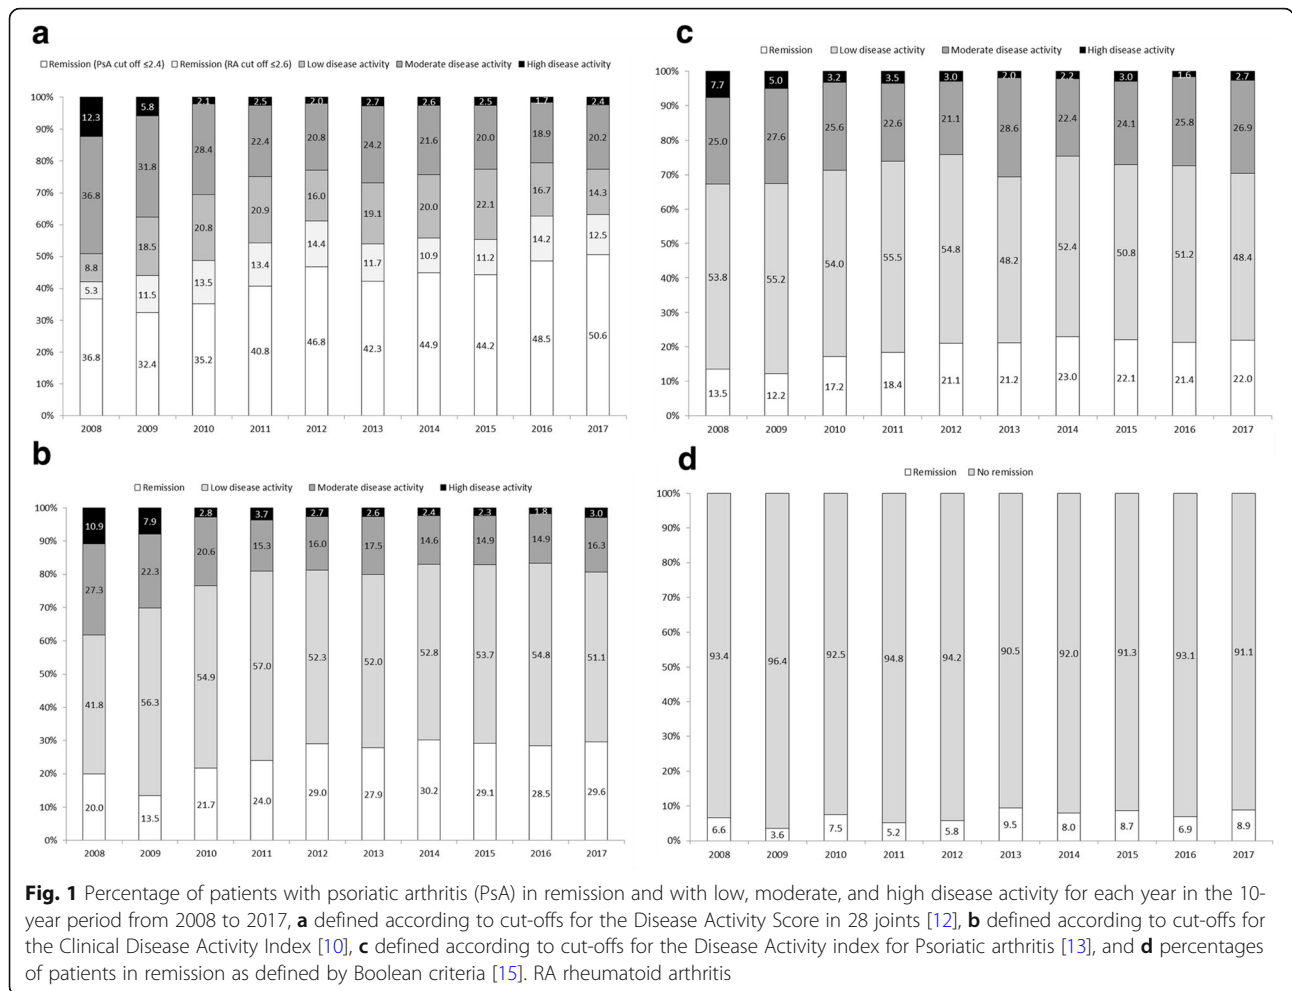 a
Remission (PsA cut off ≤2.4) Remission (RA cut off ≤2.6) Low disease activity Moderate disease activity High disease activity
100%
90%
80%
70%
60%
50%
40%
30%
20%
10%
0%
12.3 5.8 2.1 2.5 2.0 2.7 2.6 2.5 1.7 2.4
36.8 31.8 28.4 22.4 20.8 24.2 21.6 20.0 18.9 20.2
8.8 18.5 20.8 20.9 16.0 19.1 20.0 22.1 16.7 14.3
5.3 11.5 13.5 13.4 14.4 11.7 10.9 11.2 14.2 12.5
36.8 32.4 35.2 40.8 46.8 42.3 44.9 44.2 48.5 50.6
2008 2009 2010 2011 2012 2013 2014 2015 2016 2017
b
Remission Low disease activity Moderate disease activity High disease activity
100%
90%
80%
70%
60%
50%
40%
30%
20%
10%
0%
10.9 7.9 2.8 3.7 2.7 2.6 2.4 2.3 1.8 3.0
27.3 22.3 20.6 15.3 16.0 17.5 14.6 14.9 14.9 16.3
41.8 56.3 54.9 57.0 52.3 52.0 52.8 53.7 54.8 51.1
20.0 13.5 21.7 24.0 29.0 27.9 30.2 29.1 28.5 29.6
2008 2009 2010 2011 2012 2013 2014 2015 2016 2017
c
Remission Low disease activity Moderate disease activity High disease activity
100%
90%
80%
70%
60%
50%
40%
30%
20%
10%
0%
7.7 5.0 3.2 3.5 3.0 2.0 2.2 3.0 1.6 2.7
25.0 27.6 25.6 22.6 21.1 28.6 22.4 24.1 25.8 26.9
53.8 55.2 54.0 55.5 54.8 48.2 52.4 50.8 51.2 48.4
13.5 12.2 17.2 18.4 21.1 21.2 23.0 22.1 21.4 22.0
2008 2009 2010 2011 2012 2013 2014 2015 2016 2017
d
Remission No remission
100%
90%
80%
70%
60%
50%
40%
30%
20%
10%
0%
93.4 96.4 92.5 94.8 94.2 90.5 92.0 91.3 93.1 91.1
6.6 3.6 7.5 5.2 5.8 9.5 8.0 8.7 6.9 8.9
2008 2009 2010 2011 2012 2013 2014 2015 2016 2017
Fig. 1 Percentage of patients with psoriatic arthritis (PsA) in remission and with low, moderate, and high disease activity for each year in the 10-
year period from 2008 to 2017, a defined according to cut-offs for the Disease Activity Score in 28 joints [12], b defined according to cut-offs for
the Clinical Disease Activity Index [10], c defined according to cut-offs for the Disease Activity index for Psoriatic arthritis [13], and d percentages
of patients in remission as defined by Boolean criteria [15]. RA rheumatoid arthritis